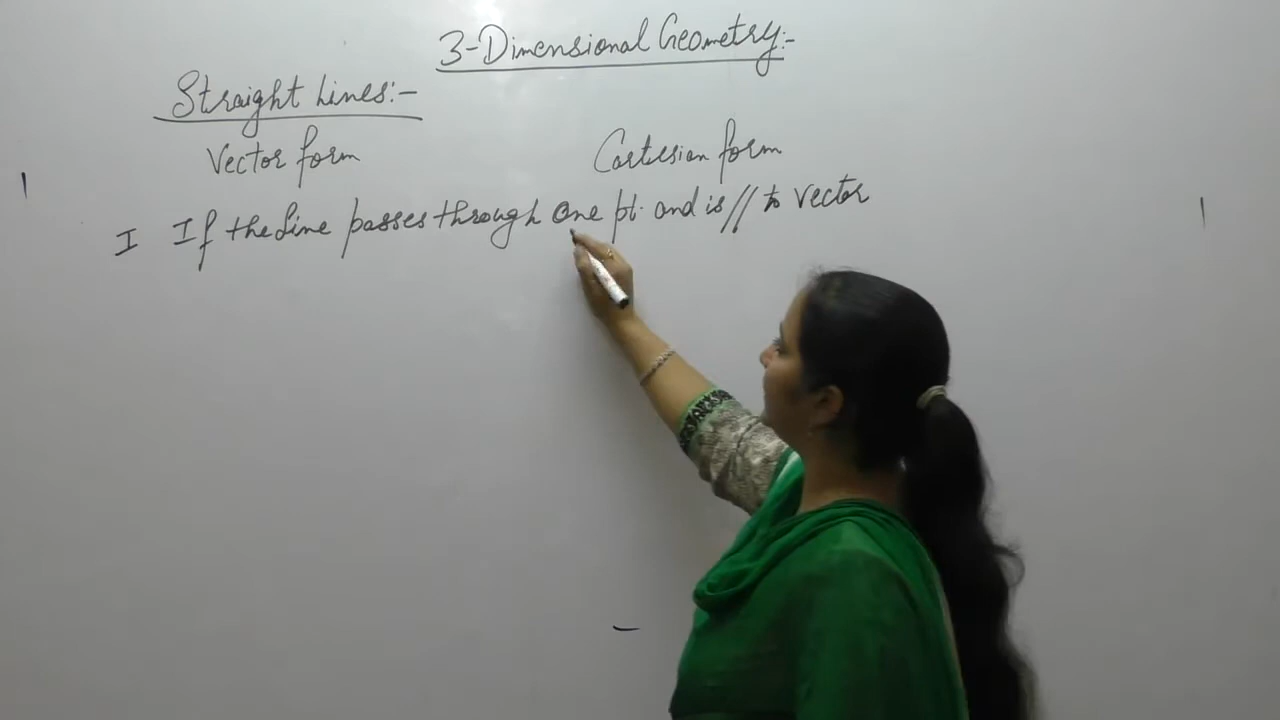 3-Dimensional Geometry:-
Straight Lines:-
Vector form
Cartesian form
I If the Line passes through One pt. and is // to vector